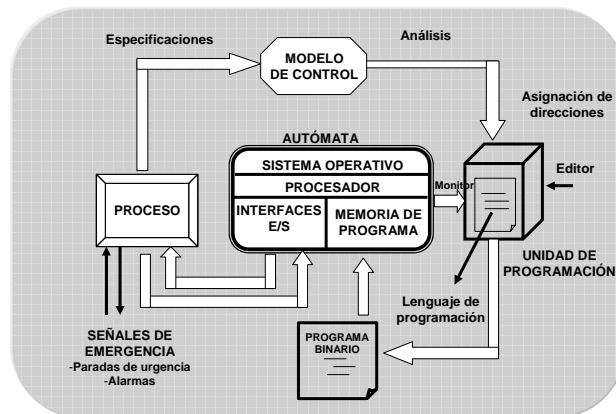 Especificaciones
Análisis
MODELO
DE CONTROL
Asignación de
direcciones
AUTÓMATA
SISTEMA OPERATIVO
PROCESADOR
INTERFACES
E/S
MEMORIA DE
PROGRAMA
Monitor
Editor
PROCESO
UNIDAD DE
PROGRAMACIÓN
Lenguaje de
programación
PROGRAMA
BINARIO
SEÑALES DE
EMERGENCIA
-Paradas de urgencia
-Alarmas